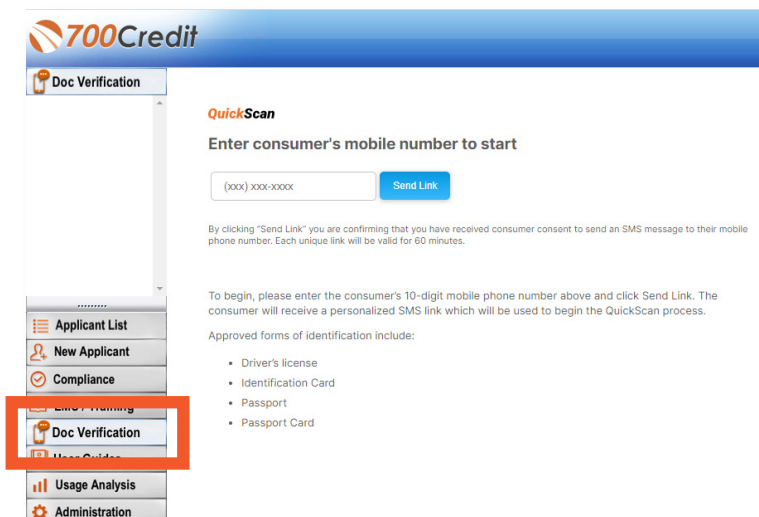 700Credit
Doc Verification
QuickScan
Enter consumer's mobile number to start
(xxx) xxx-xxxx
Send Link
By clicking "Send Link" you are confirming that you have received consumer consent to send an SMS message to their mobile
phone number. Each unique link will be valid for 60 minutes.
To begin, please enter the consumer's 10-digit mobile phone number above and click Send Link. The
consumer will receive a personalized SMS link which will be used to begin the QuickScan process.
Approved forms of identification include:
• Driver's license
• Identification Card
• Passport
• Passport Card
Applicant List
New Applicant
Compliance
EMS / Training
Doc Verification
User Guides
Usage Analysis
Administration